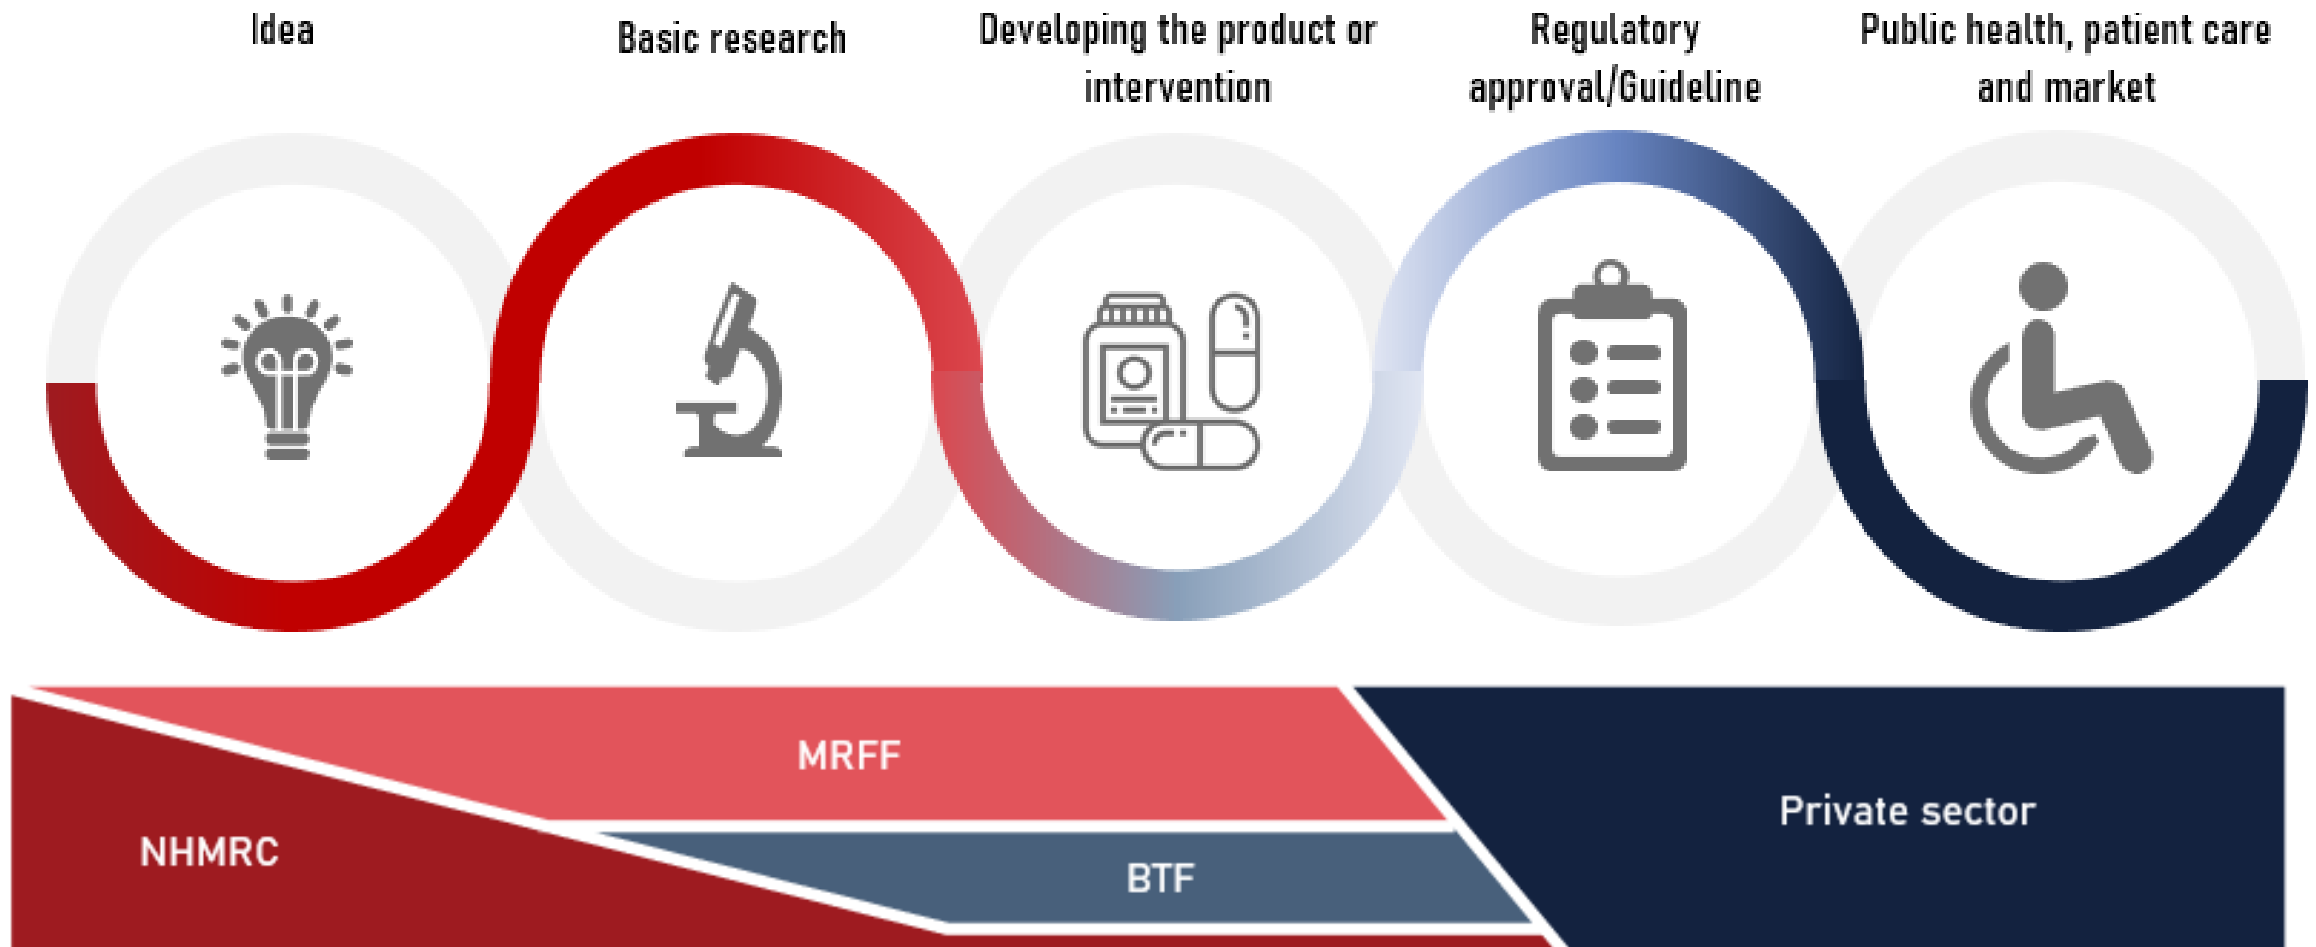 Idea
Basic research
Developing the product or
intervention
Regulatory
approval/Guideline
Public health, patient care
and market
MRFF
NHMRC
BTF
Private sector